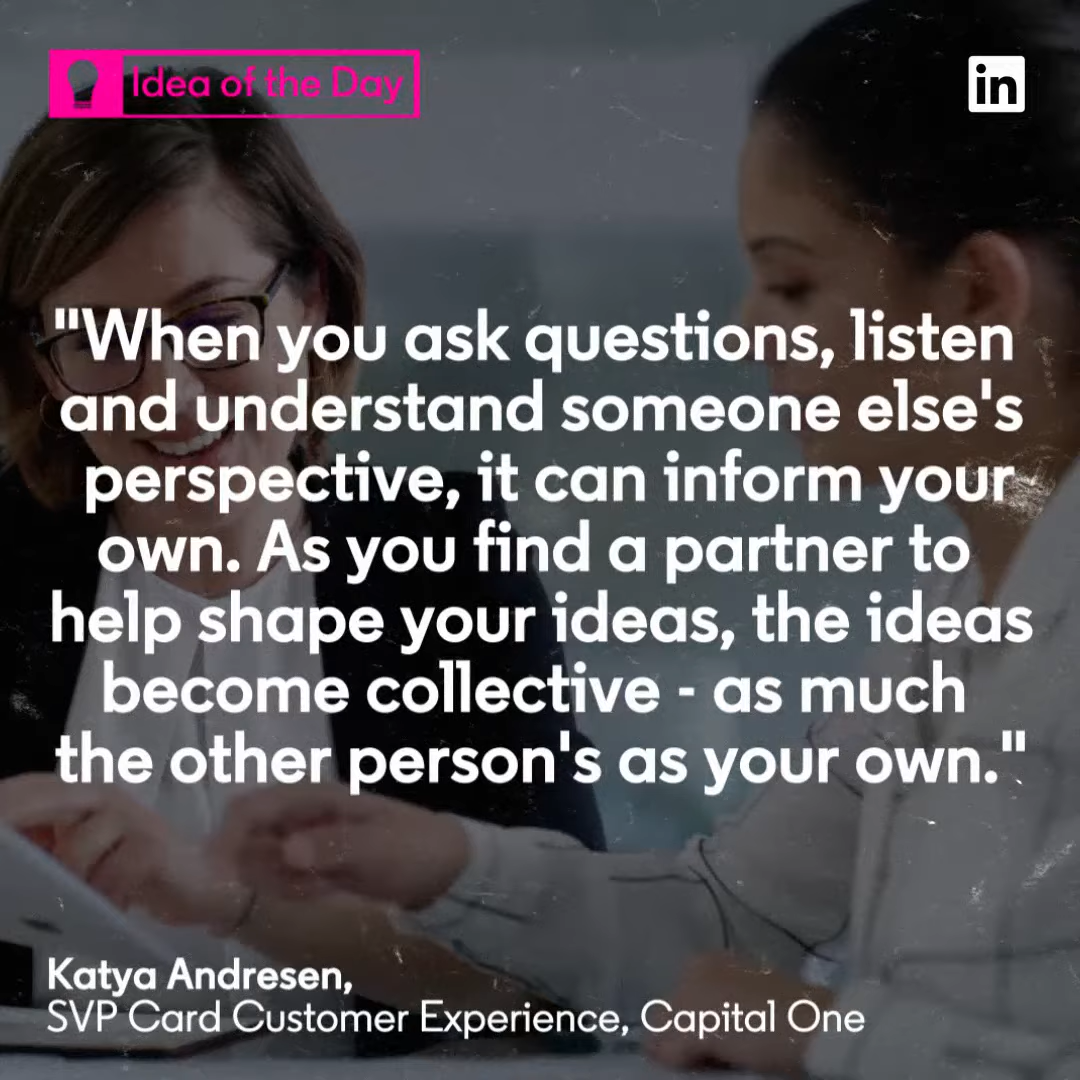 Idea of the Day
in
"When you ask questions, listen
and understand someone else's
perspective, it can inform your
own. As you find a partner to
help shape your ideas, the ideas
become collective - as much
the other person's as your own."
Katya Andresen,
SVP Card Customer Experience, Capital One